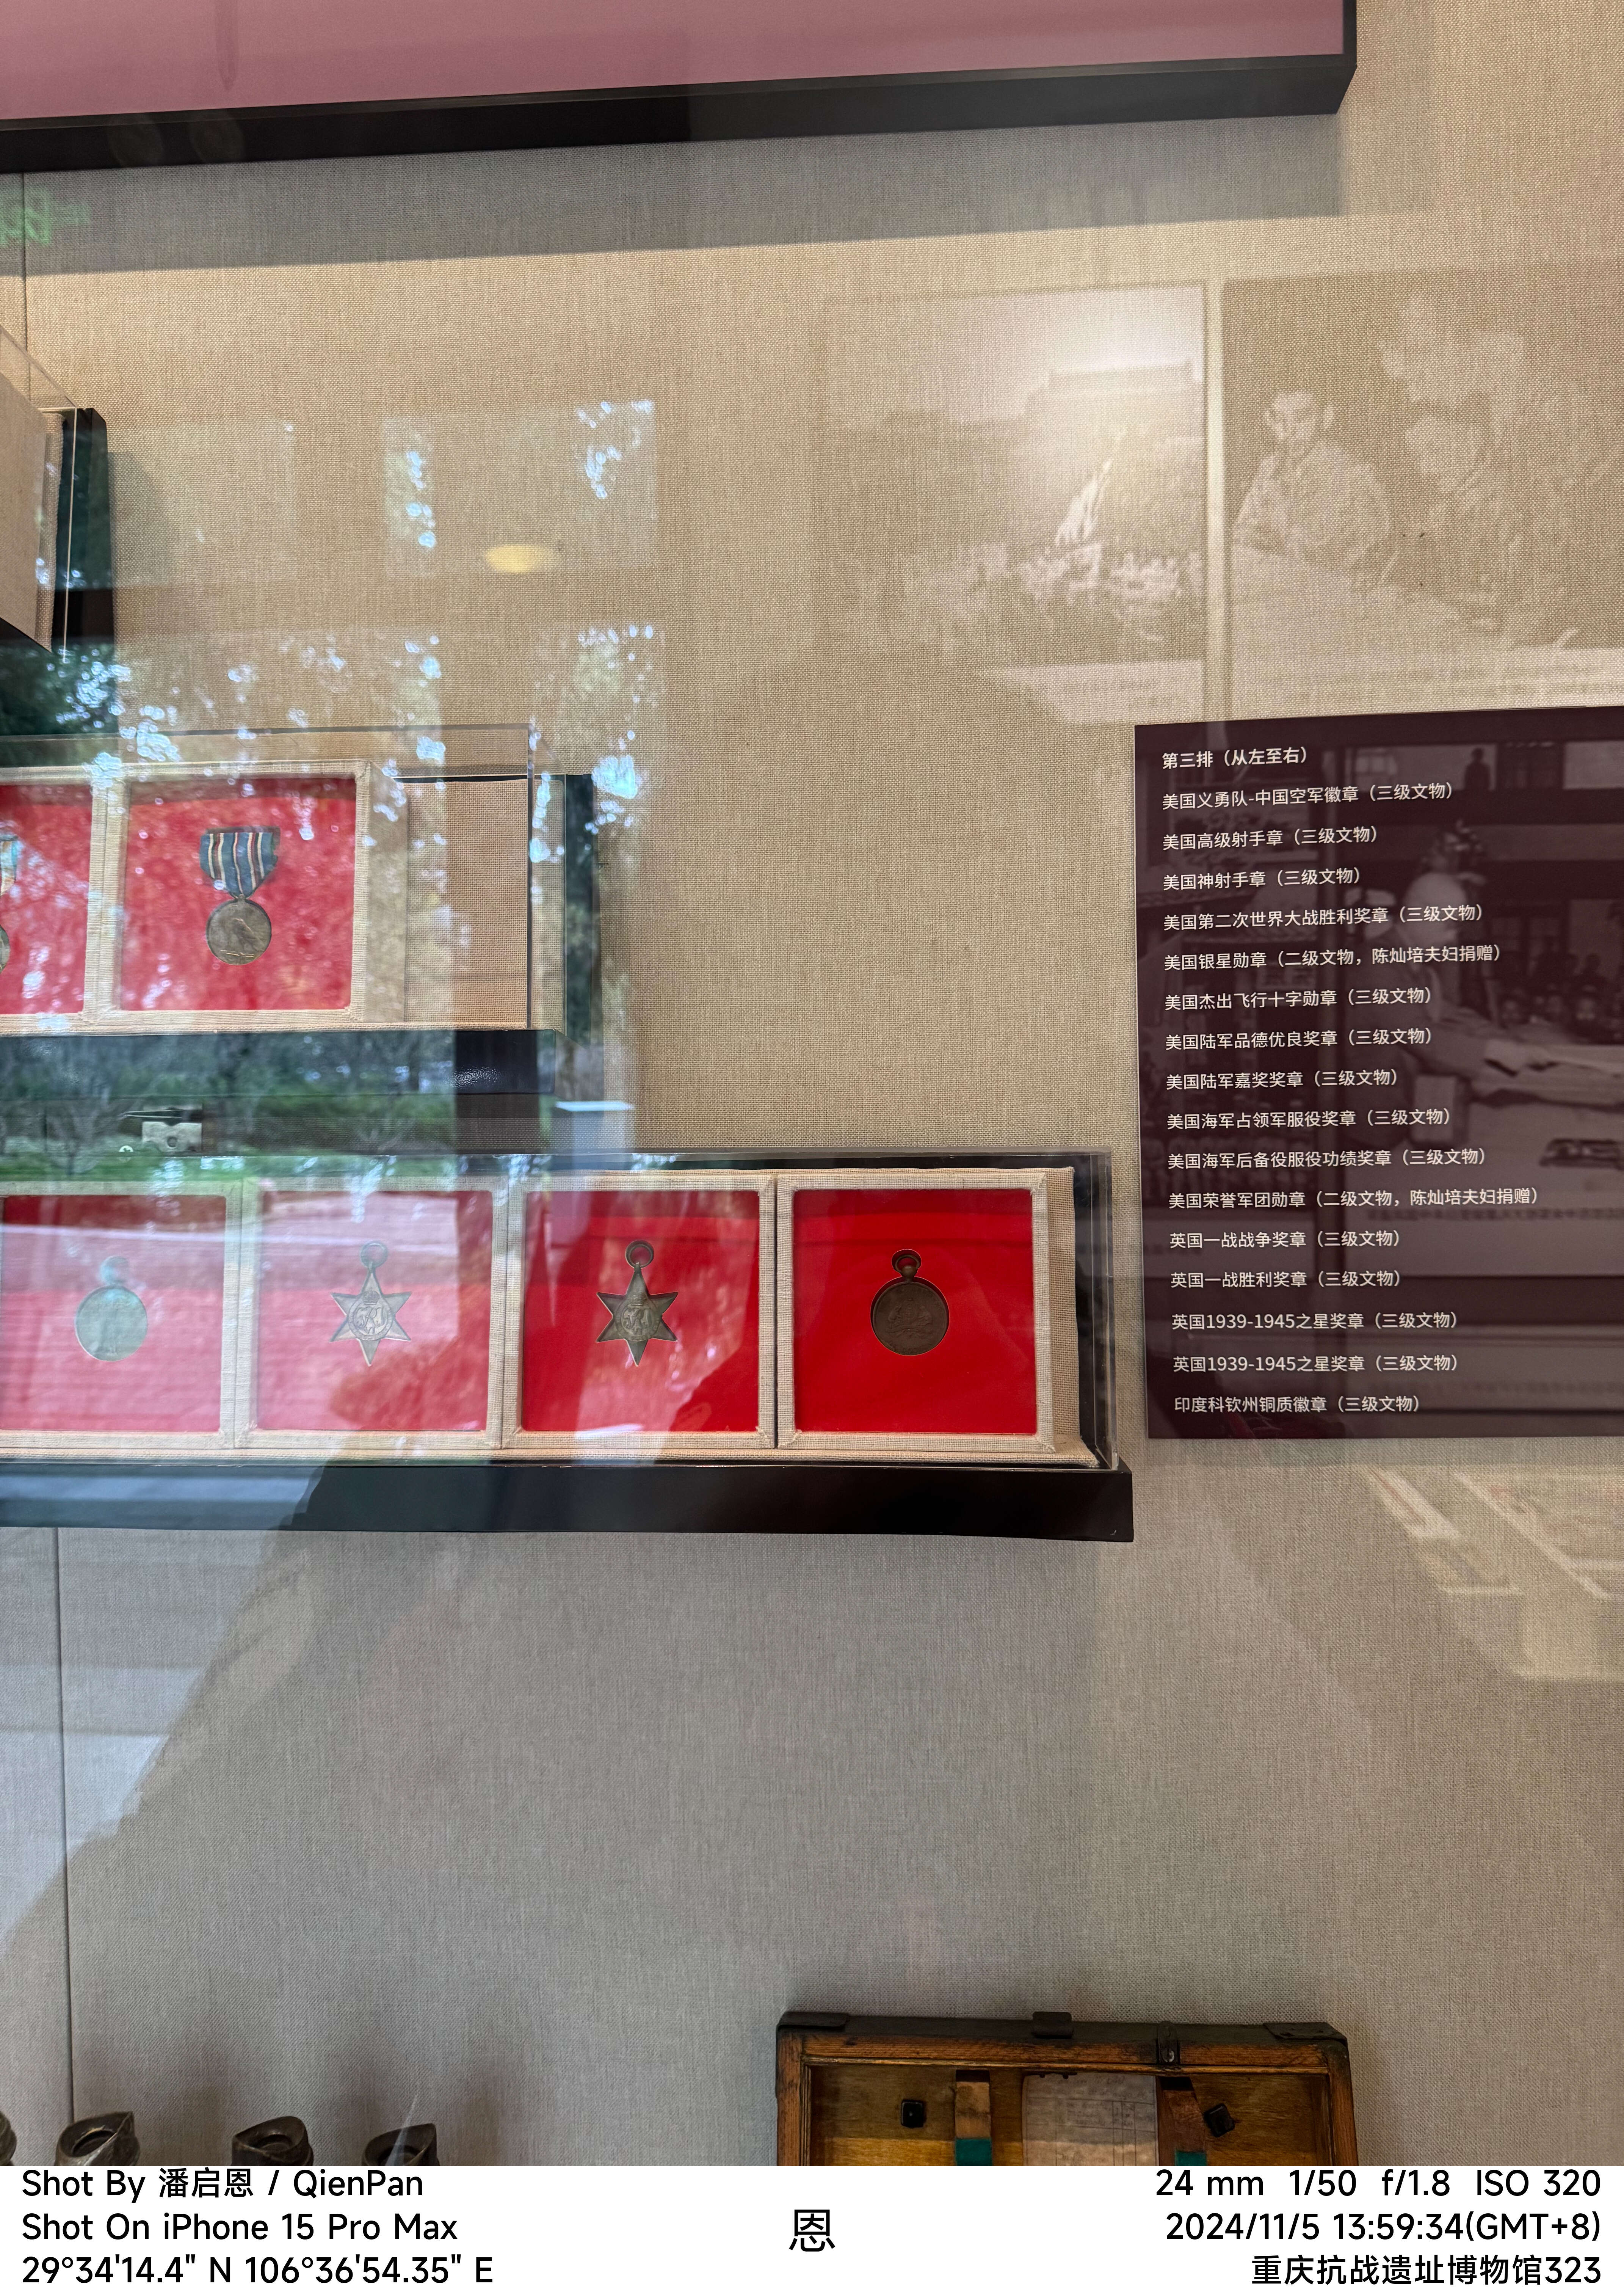 第三排（从左至右）
美国义勇队-中国空军徽章（三级文物）
美国高级射手章（三级文物）
美国神射手章（三级文物）
美国第二次世界大战胜利奖章（三级文物）
美国银星勋章（二级文物，陈灿培夫妇捐赠）
美国杰出飞行十字勋章（三级文物）
美国陆军品德优良奖章（三级文物）
美国陆军嘉奖奖章（三级文物）
美国海军占领军服役奖章（三级文物）
美国海军后备役服役功绩奖章（三级文物）
美国荣誉军团勋章（二级文物，陈灿培夫妇捐赠）
英国一战战争奖章（三级文物）
英国一战胜利奖章（三级文物）
英国1939-1945之星奖章（三级文物）
英国1939-1945之星奖章（三级文物）
印度科钦州铜质徽章（三级文物）
Shot By 潘启恩 / QienPan
Shot On iPhone 15 Pro Max
29°34'14.4" N 106°36'54.35" E
恩
24 mm 1/50 f/1.8 ISO 320
2024/11/5 13:59:34(GMT+8)
重庆抗战遗址博物馆323